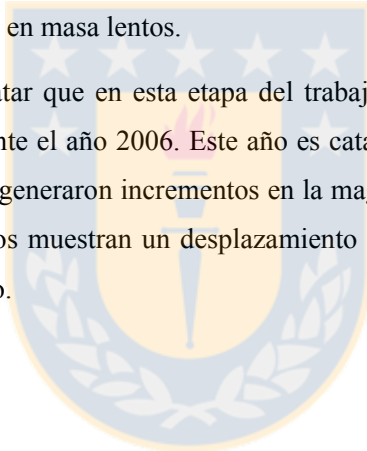 en masa lentos.
tar que en esta etapa del trabaj
nte el año 2006. Este año es cata
generaron incrementos en la mag
os muestran un desplazamiento
o.